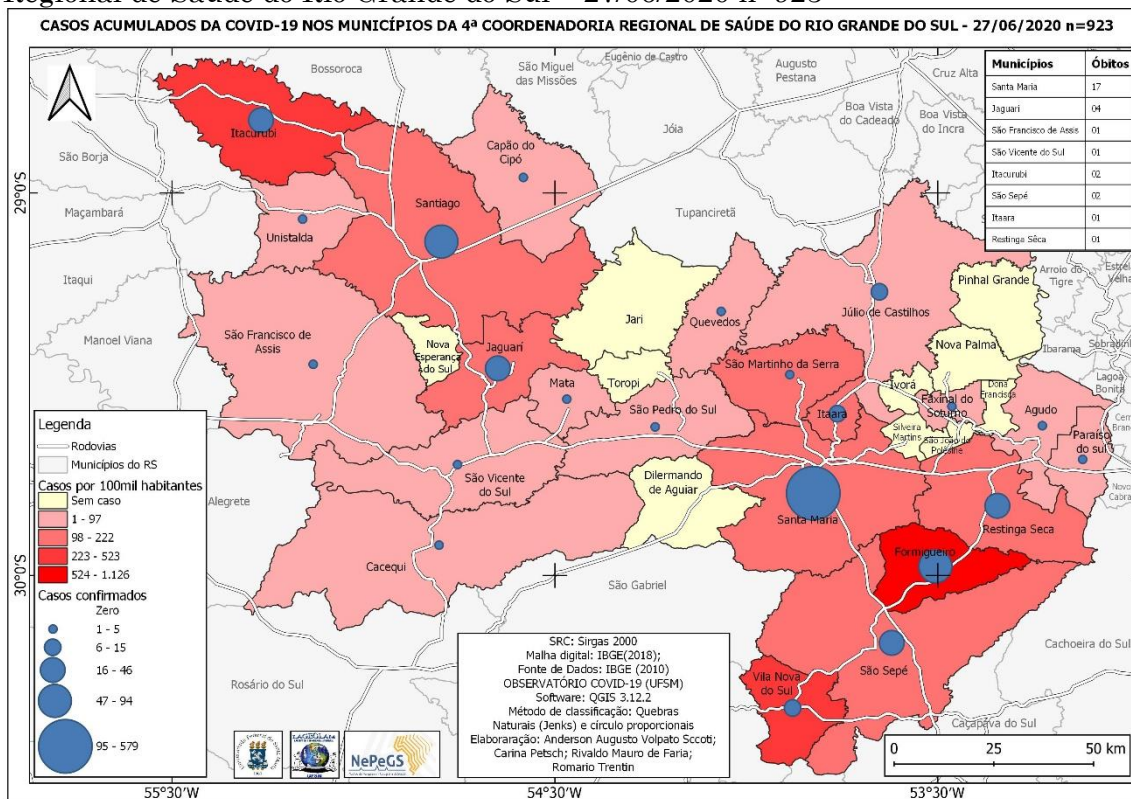 Regional de Saúde do Rio Grande do Sul – 27/06/2020 n=923
CASOS ACUMULADOS DA COVID-19 NOS MUNICÍPIOS DA 4ª COORDENADORIA REGIONAL DE SAÚDE DO RIO GRANDE DO SUL - 27/06/2020 n=923
Municípios Óbitos
Santa Maria 17
Jaguari 04
São Francisco de Assis 01
São Vicente do Sul 01
Itacurubi 02
São Sepé 02
Itaara 01
Restinga Sêca 01
Bossoroca
São Miguel
das Missões
Eugênio de Castro
Augusto
Pestana
Cruz Alta
Boa Vista
do Cadeado
Boa Vista
do Incra
Jóia
São Borja
Itacurubi
Capão do
Cipó
29°0'S
Maçambará
Santiago
Tupanciretã
Unistalda
Itaqui
Arroio do
Tigre
Pinhal Grande
Jari
Quevedos
Júlio de Castilhos
Manoel Viana
São Francisco de
Assis
Nova
Esperança
do Sul
Jaguari
Nova Palma
Ibarama
Toropi
São Martinho da Serra
Ivorá
Dona
Francisca
Lagoa
Bonita
Mata
São Pedro do Sul
Itaara
Faxinal do
Soturno
Agudo
Silveira
Martins
São João do
Polêsine
Paraíso
do sul
São Vicente
do Sul
Dilermando
de Aguiar
Alegrete
Santa Maria
Restinga Seca
Formigueiro
Cacequi
30°0'S
São Gabriel
Cachoeira do Sul
São Sepé
Vila Nova
do Sul
Rosário do Sul
Caçapava do Sul
Legenda
Rodovias
Municípios do RS
Casos por 100mil habitantes
Sem caso
1 - 97
98 - 222
223 - 523
524 - 1.126
Casos confirmados
Zero
1 - 5
6 - 15
16 - 46
47 - 94
95 - 579
SRC: Sirgas 2000
Malha digital: IBGE(2018);
Fonte de Dados: IBGE (2010)
OBSERVATÓRIO COVID-19 (UFSM)
Software: QGIS 3.12.2
Método de classificação: Quebras
Naturais (Jenks) e círculo proporcionais
Elaboraração: Anderson Augusto Volpato Sccoti;
Carina Petsch; Rivaldo Mauro de Faria;
Romario Trentin
NePeGS
0 25 50 km
55°30'W 54°30'W 53°30'W